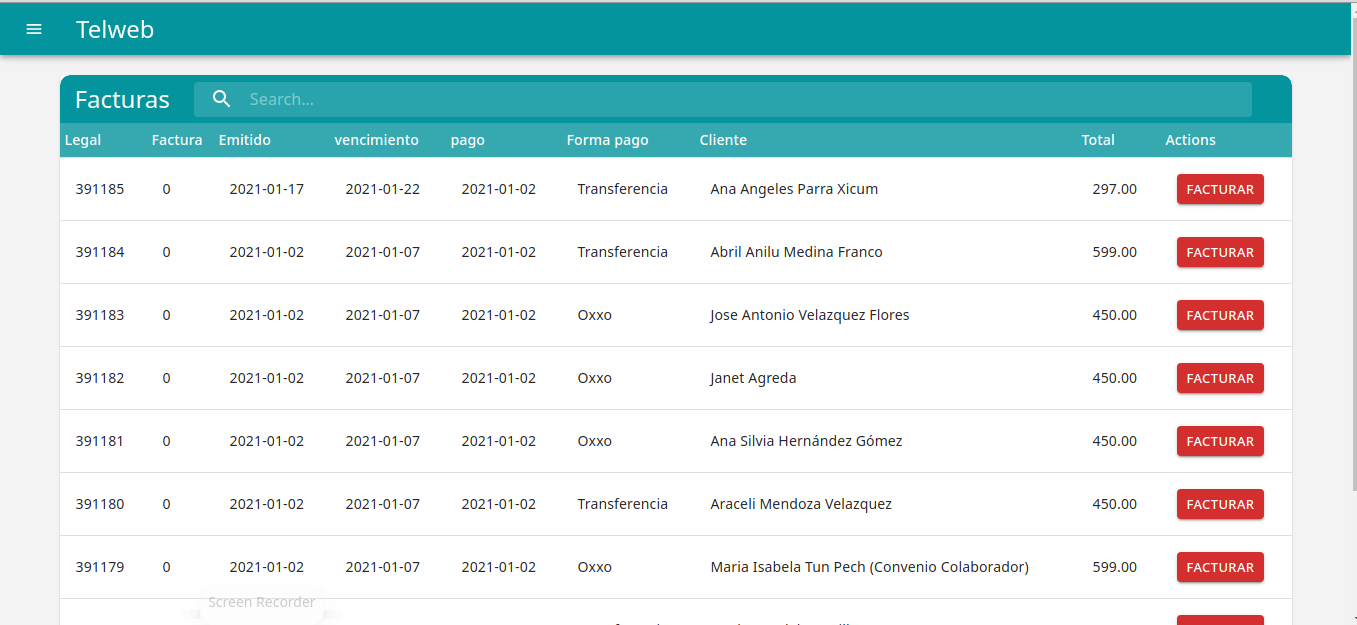 Telweb
Facturas Search...
Legal Factura Emitido vencimiento pago Forma pago Cliente Total Actions
391185 0 2021-01-17 2021-01-22 2021-01-02 Transferencia Ana Angeles Parra Xicum 297.00 FACTURAR
391184 0 2021-01-02 2021-01-07 2021-01-02 Transferencia Abril Anilu Medina Franco 599.00 FACTURAR
391183 0 2021-01-02 2021-01-07 2021-01-02 Oxxo Jose Antonio Velazquez Flores 450.00 FACTURAR
391182 0 2021-01-02 2021-01-07 2021-01-02 Oxxo Janet Agreda 450.00 FACTURAR
391181 0 2021-01-02 2021-01-07 2021-01-02 Oxxo Ana Silvia Hernández Gómez 450.00 FACTURAR
391180 0 2021-01-02 2021-01-07 2021-01-02 Transferencia Araceli Mendoza Velazquez 450.00 FACTURAR
391179 0 2021-01-02 2021-01-07 2021-01-02 Oxxo Maria Isabela Tun Pech (Convenio Colaborador) 599.00 FACTURAR
Screen Recorder